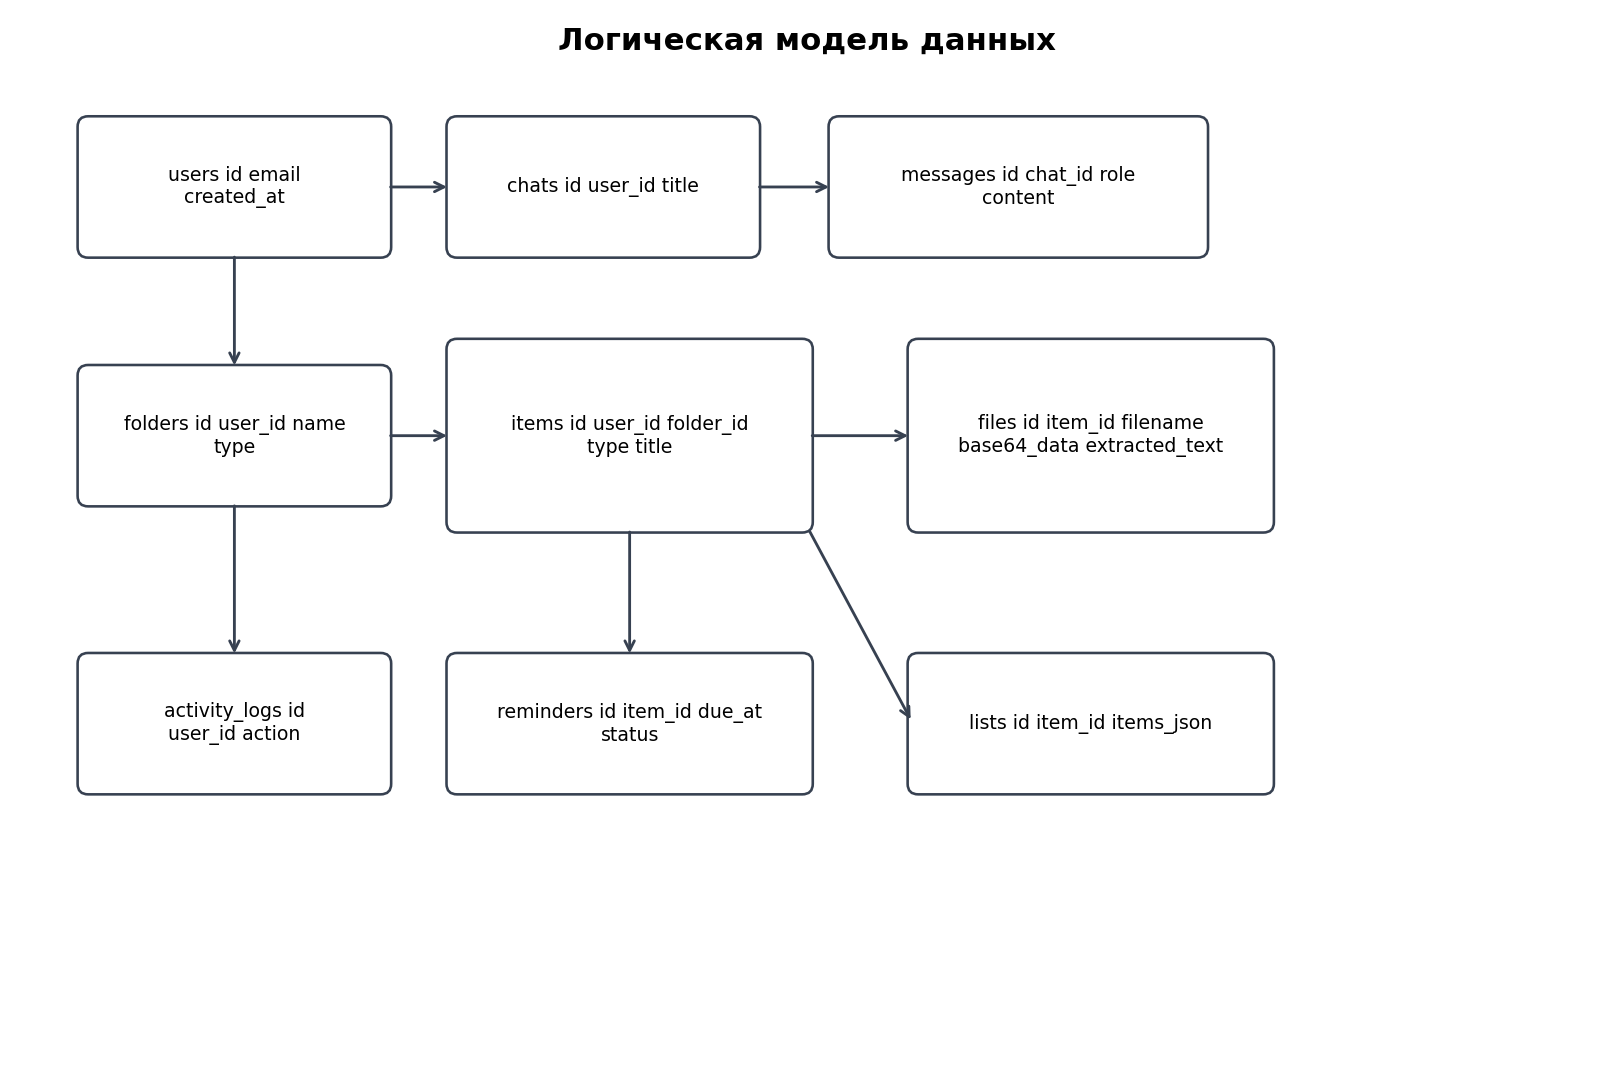 Логическая модель данных
users id email
created_at
chats id user_id title
messages id chat_id role
content
folders id user_id name
type
items id user_id folder_id
type title
files id item_id filename
base64_data extracted_text
activity_logs id
user_id action
reminders id item_id due_at
status
lists id item_id items_json